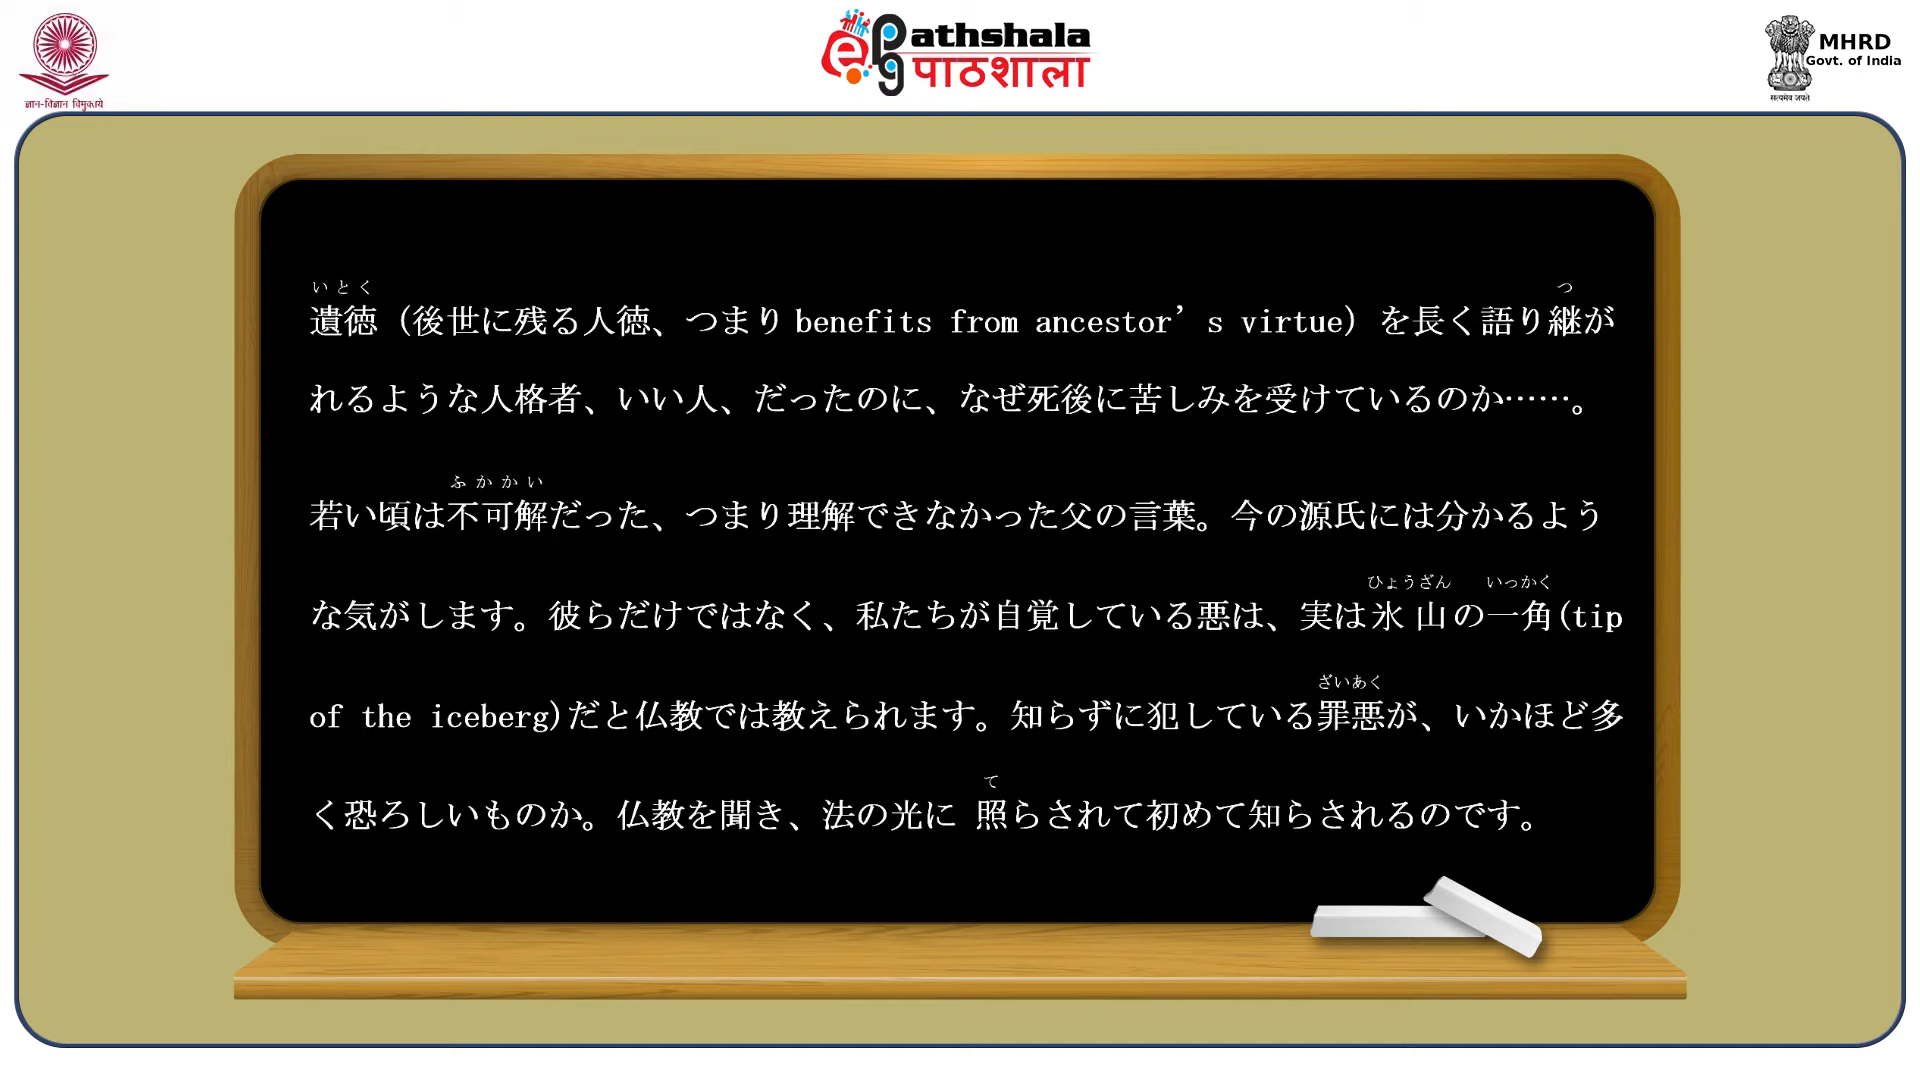 ज्ञान-विज्ञान विमुक्तये
ePathshala
पाठशाला
MHRD
Govt. of India
सत्यमेव जयते
いとく つ
遺徳（後世に残る人徳、つまり benefits from ancestor’s virtue）を長く語り継が
れるような人格者、いい人、だったのに、なぜ死後に苦しみを受けているのか……。
ふかかい
若い頃は不可解だった、つまり理解できなかった父の言葉。今の源氏には分かるよう
ひょうざん いっかく
な気がします。彼らだけではなく、私たちが自覚している悪は、実は氷山の一角(tip
ざいあく
of the iceberg)だと仏教では教えられます。知らずに犯している罪悪が、いかほど多
て
く恐ろしいものか。仏教を聞き、法の光に 照らされて初めて知らされるのです。